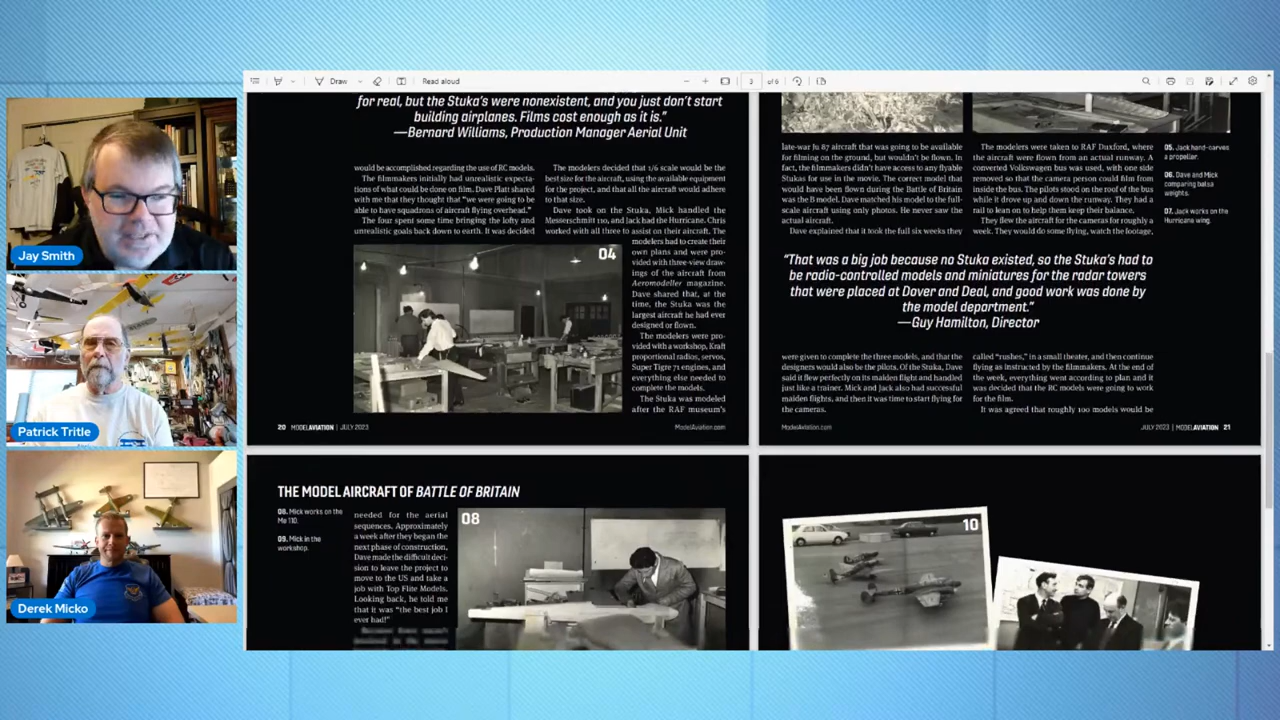 Draw
Read aloud
3 of 6
for real, but the Stuka's were nonexistent, and you just don't start
building airplanes. Films cost enough as it is."
—Bernard Williams, Production Manager Aerial Unit
would be accomplished regarding the use of RC models.
The filmmakers initially had unrealistic expecta-
tions of what could be done on film. Dave Platt shared
with me that they thought that "we were going to be
able to have squadrons of aircraft flying overhead."
The four spent some time bringing the lofty and
unrealistic goals back down to earth. It was decided
The modelers decided that 1/6 scale would be the
best size for the aircraft, using the available equipment
for the project, and that all the aircraft would adhere
to that size.
Dave took on the Stuka, Mick handled the
Messerschmitt 110, and Jack had the Hurricane. Chris
worked with all three to assist on their aircraft. The
modelers had to create their
own plans and were pro-
vided with three-view draw-
ings of the aircraft from
Aeromodeller magazine.
Dave shared that, at the
time, the Stuka was the
largest aircraft he had ever
designed or flown.
The modelers were pro-
vided with a workshop, Kraft
proportional radios, servos,
Super Tigre 71 engines, and
everything else needed to
complete the models.
The Stuka was modeled
after the RAF museum's
04
20 MODELAVIATION | JULY 2023
ModelAviation.com
late-war Ju 87 aircraft that was going to be available
for filming on the ground, but wouldn't be flown. In
fact, the filmmakers didn't have access to any flyable
Stukas for use in the movie. The correct model that
would have been flown during the Battle of Britain
was the B model. Dave matched his model to the full-
scale aircraft using only photos. He never saw the
actual aircraft.
Dave explained that it took the full six weeks they
The modelers were taken to RAF Duxford, where
the aircraft were flown from an actual runway. A
converted Volkswagen bus was used, with one side
removed so that the camera person could film from
inside the bus. The pilots stood on the roof of the bus
while it drove up and down the runway. They had a
rail to lean on to help them keep their balance.
They flew the aircraft for the cameras for roughly a
week. They would do some flying, watch the footage,
05. Jack hand-carves
a propeller.
06. Dave and Mick
comparing balsa
weights.
07. Jack works on the
Hurricane wing.
"That was a big job because no Stuka existed, so the Stuka's had to
be radio-controlled models and miniatures for the radar towers
that were placed at Dover and Deal, and good work was done by
the model department."
—Guy Hamilton, Director
were given to complete the three models, and that the
designers would also be the pilots. Of the Stuka, Dave
said it flew perfectly on its maiden flight and handled
just like a trainer. Mick and Jack also had successful
maiden flights, and then it was time to start flying for
the cameras.
called "rushes," in a small theater, and then continue
flying as instructed by the filmmakers. At the end of
the week, everything went according to plan and it
was decided that the RC models were going to work
for the film.
It was agreed that roughly 100 models would be
ModelAviation.com
JULY 2023 | MODELAVIATION 21
THE MODEL AIRCRAFT OF BATTLE OF BRITAIN
08. Mick works on the
Me 110.
09. Mick in the
workshop.
needed for the aerial
sequences. Approximately
a week after they began the
next phase of construction,
Dave made the difficult deci-
sion to leave the project to
move to the US and take a
job with Top Flite Models.
Looking back, he told me
that it was "the best job I
ever had!"
08
10
Jay Smith
Patrick Tritle
Derek Micko